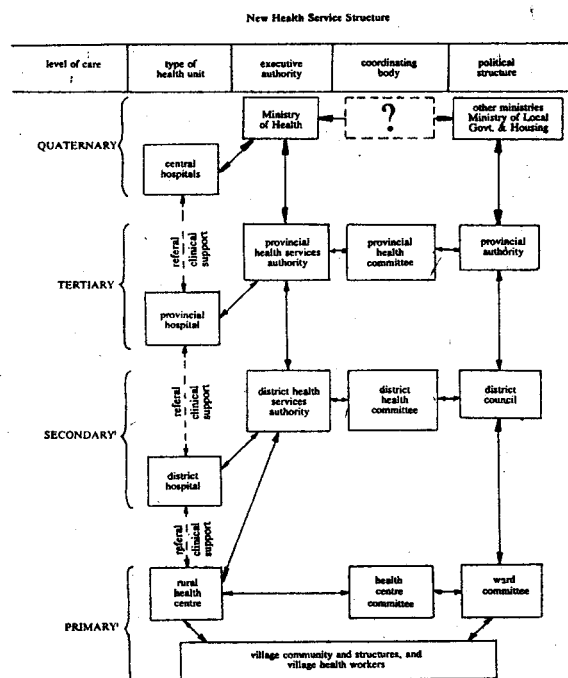 New Health Service Structure
level of care
type of
health unit
executive
authority
coordinating
body
political
structure
QUATERNARY
Ministry
of Health
?
other ministries
Ministry of Local
Govt. & Housing
central
hospitals
referal
clinical
support
TERTIARY
provincial
health services
authority
provincial
health
committee
provincial
authority
provincial
hospital
referal
clinical
support
SECONDARY¹
district health
services
authority
district
health
committee
district
council
district
hospital
referal
clinical
support
PRIMARY¹
rural
health
centre
health
centre
committee
ward
committee
village community and structures, and
village health workers